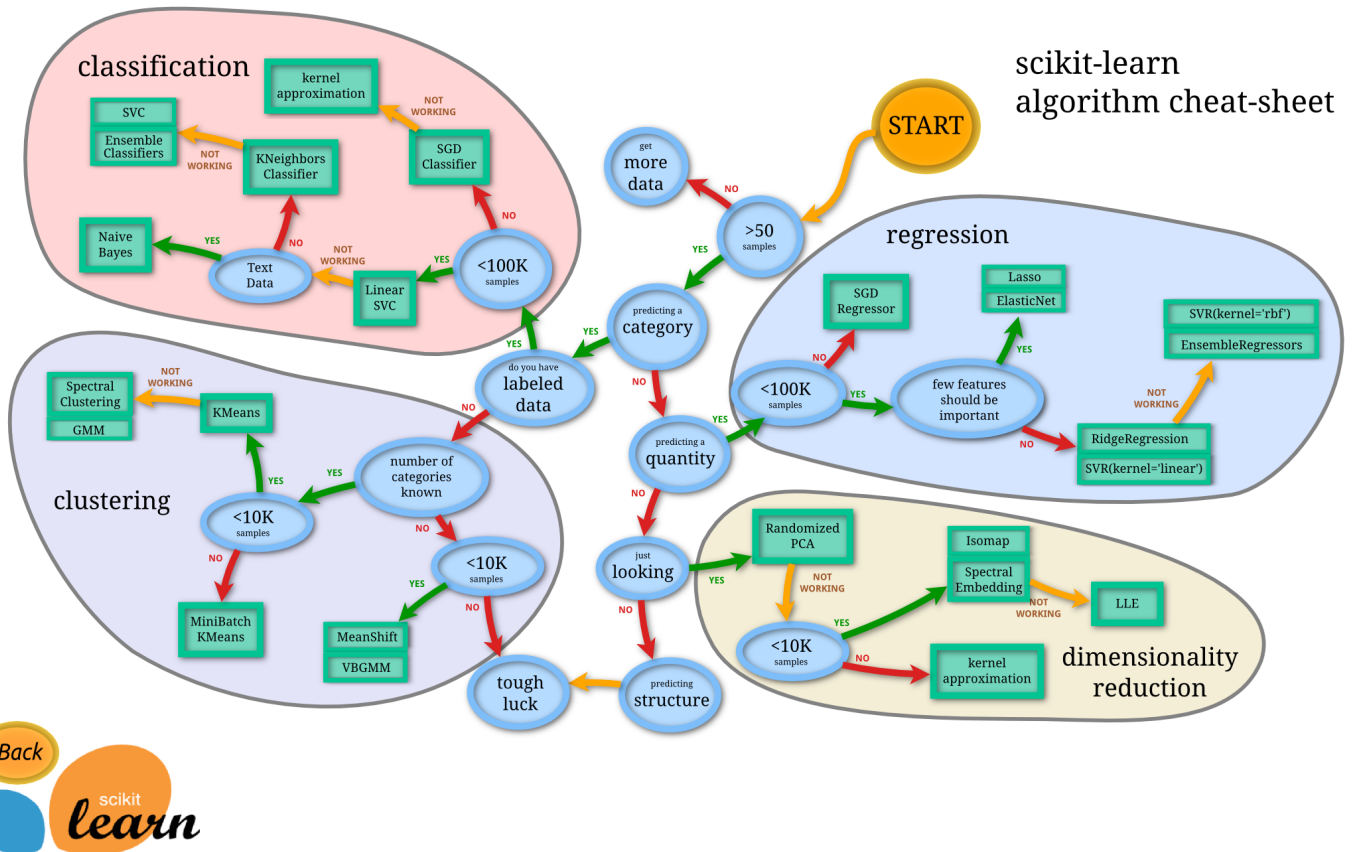 scikit-learn
algorithm cheat-sheet
START
classification
kernel
approximation
NOT
WORKING
SVC
Ensemble
Classifiers
NOT
WORKING
KNeighbors
Classifier
SGD
Classifier
NO
Naive
Bayes
YES
Text
Data
NO
NOT
WORKING
Linear
SVC
YES
<100K
samples
YES
get
more
data
NO
>50
samples
YES
predicting a
category
YES
do you have
labeled
data
NO
NO
predicting a
quantity
YES
NO
just
looking
YES
NO
predicting
structure
tough
luck
regression
SGD
Regressor
NO
<100K
samples
YES
Lasso
ElasticNet
YES
few features
should be
important
NO
SVR(kernel='rbf')
EnsembleRegressors
NOT
WORKING
RidgeRegression
SVR(kernel='linear')
clustering
Spectral
Clustering
GMM
NOT
WORKING
KMeans
YES
number of
categories
known
YES
<10K
samples
NO
MiniBatch
KMeans
NO
<10K
samples
YES
NO
MeanShift
VBGMM
Randomized
PCA
NOT
WORKING
<10K
samples
YES
NO
Isomap
Spectral
Embedding
NOT
WORKING
LLE
kernel
approximation
dimensionality
reduction
Back
scikit
learn